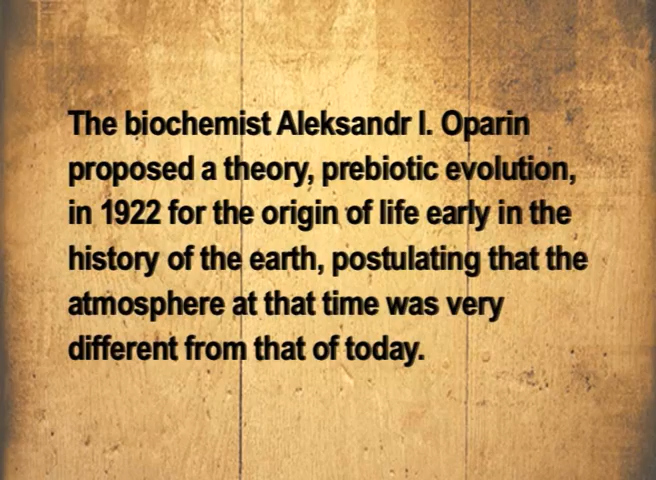 The biochemist Aleksandr I. Oparin
proposed a theory, prebiotic evolution,
in 1922 for the origin of life early in the
history of the earth, postulating that the
atmosphere at that time was very
different from that of today.